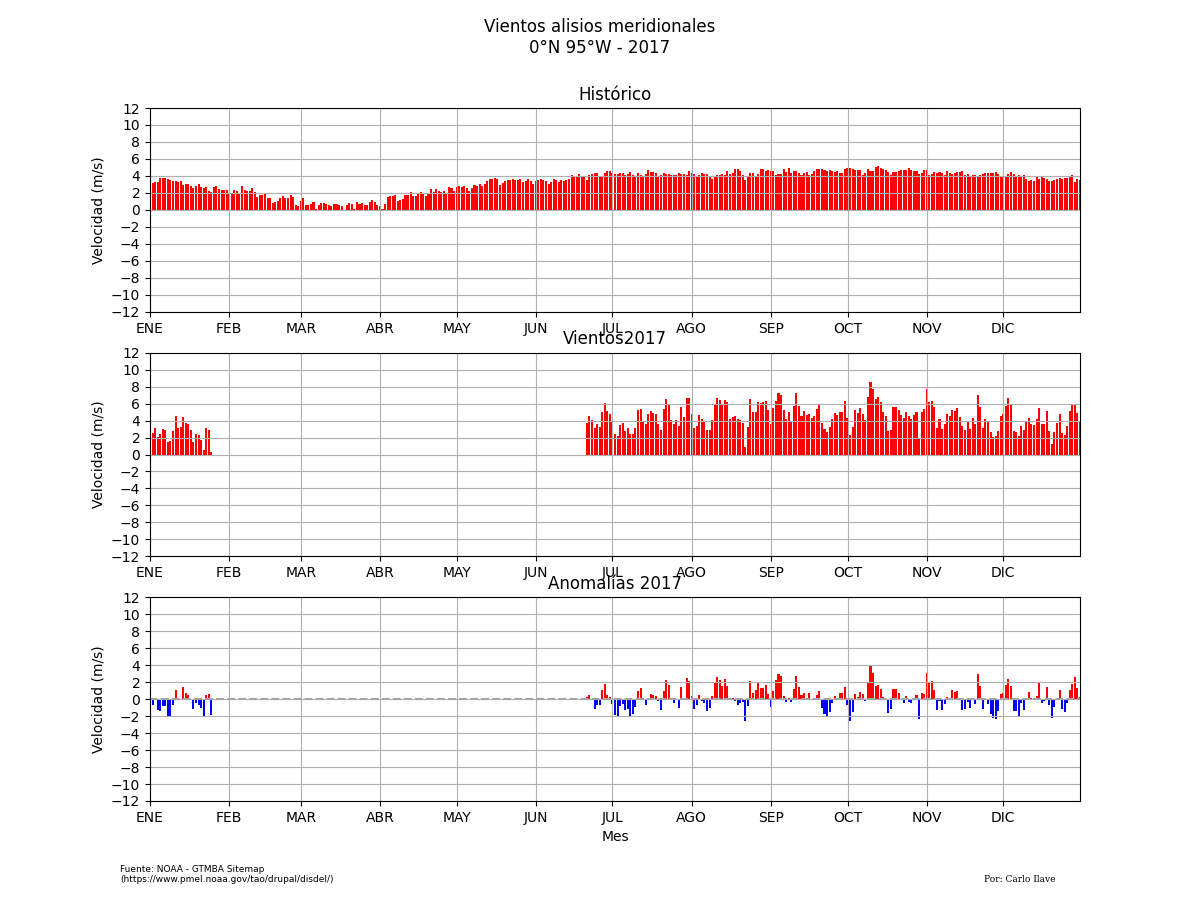 Vientos alisios meridionales
0°N 95°W - 2017
Histórico
12
10
8
6
4
2
0
−2
−4
−6
−8
−10
−12
Velocidad (m/s)
ENE FEB MAR ABR MAY JUN JUL AGO SEP OCT NOV DIC
Vientos2017
12
10
8
6
4
2
0
−2
−4
−6
−8
−10
−12
Velocidad (m/s)
ENE FEB MAR ABR MAY JUN JUL AGO SEP OCT NOV DIC
Anomalías 2017
12
10
8
6
4
2
0
−2
−4
−6
−8
−10
−12
Velocidad (m/s)
ENE FEB MAR ABR MAY JUN JUL AGO SEP OCT NOV DIC
Mes
Fuente: NOAA - GTMBA Sitemap
(https://www.pmel.noaa.gov/tao/drupal/disdel/)
Por: Carlo Ilave